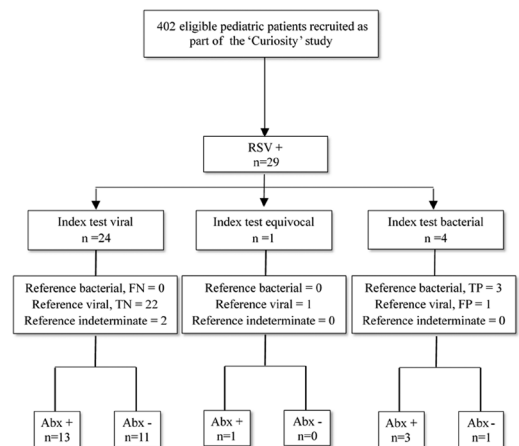 402 eligible pediatric patients recruited as
part of the ‘Curiosity’ study
RSV +
n=29
Index test viral
n =24
Index test equivocal
n =1
Index test bacterial
n =4
Reference bacterial, FN = 0
Reference viral, TN = 22
Reference indeterminate = 2
Reference bacterial = 0
Reference viral = 1
Reference indeterminate = 0
Reference bacterial, TP = 3
Reference viral, FP = 1
Reference indeterminate = 0
Abx +
n=13
Abx -
n=11
Abx +
n=1
Abx -
n=0
Abx +
n=3
Abx-
n=1